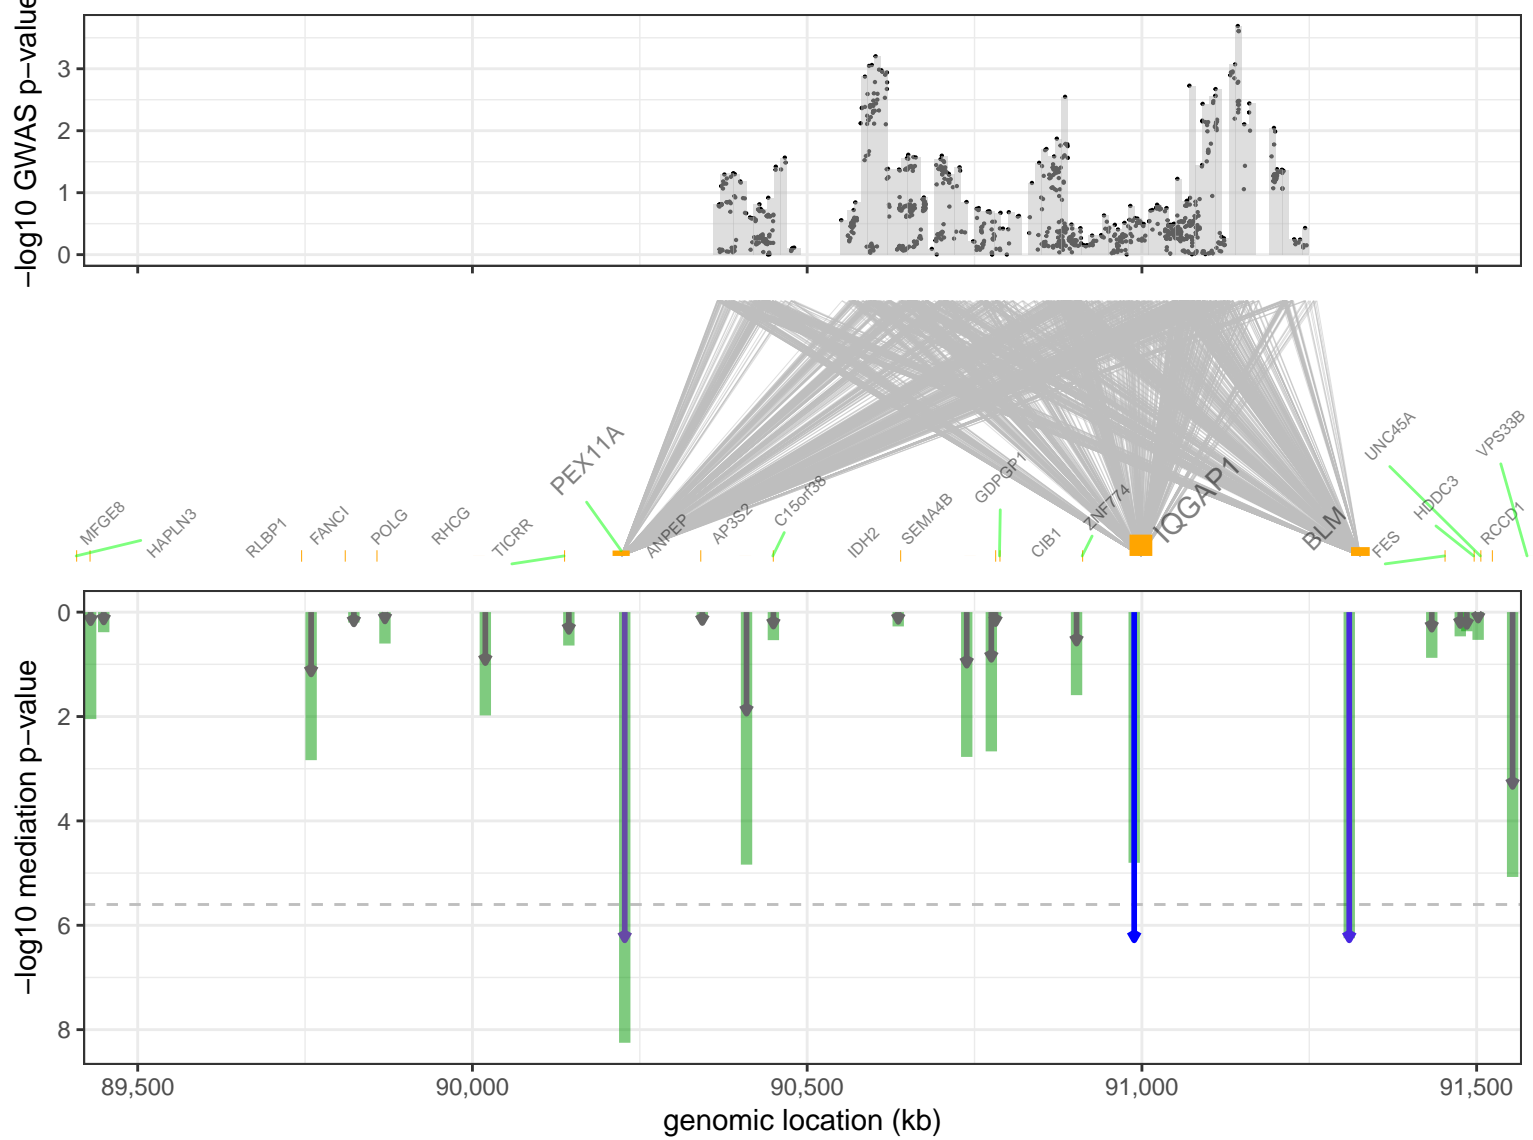 −log10 GWAS p−value
3
2
1
0
MFGE8
HAPLN3
RLBP1
FANCI
POLG
RHCG
TICRR
PEX11A
ANPEP
AP3S2
C15orf38
IDH2
SEMA4B
GDPGP1
CIB1
ZNF774
IQGAP1
BLM
FES
UNC45A
HDDC3
RCCD1
VPS33B
−log10 mediation p−value
0
2
4
6
8
89,500 90,000 90,500 91,000 91,500
genomic location (kb)